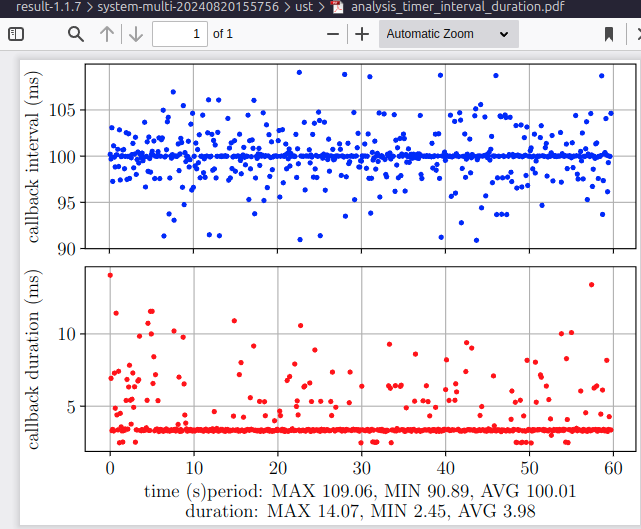 result-1.1.7 > system-multi-20240820155756 > ust > analysis_timer_interval_duration.pdf
1 of 1 Automatic Zoom
callback interval (ms)
105
100
95
90
callback duration (ms)
10
5
0 10 20 30 40 50 60
time (s)period: MAX 109.06, MIN 90.89, AVG 100.01
duration: MAX 14.07, MIN 2.45, AVG 3.98